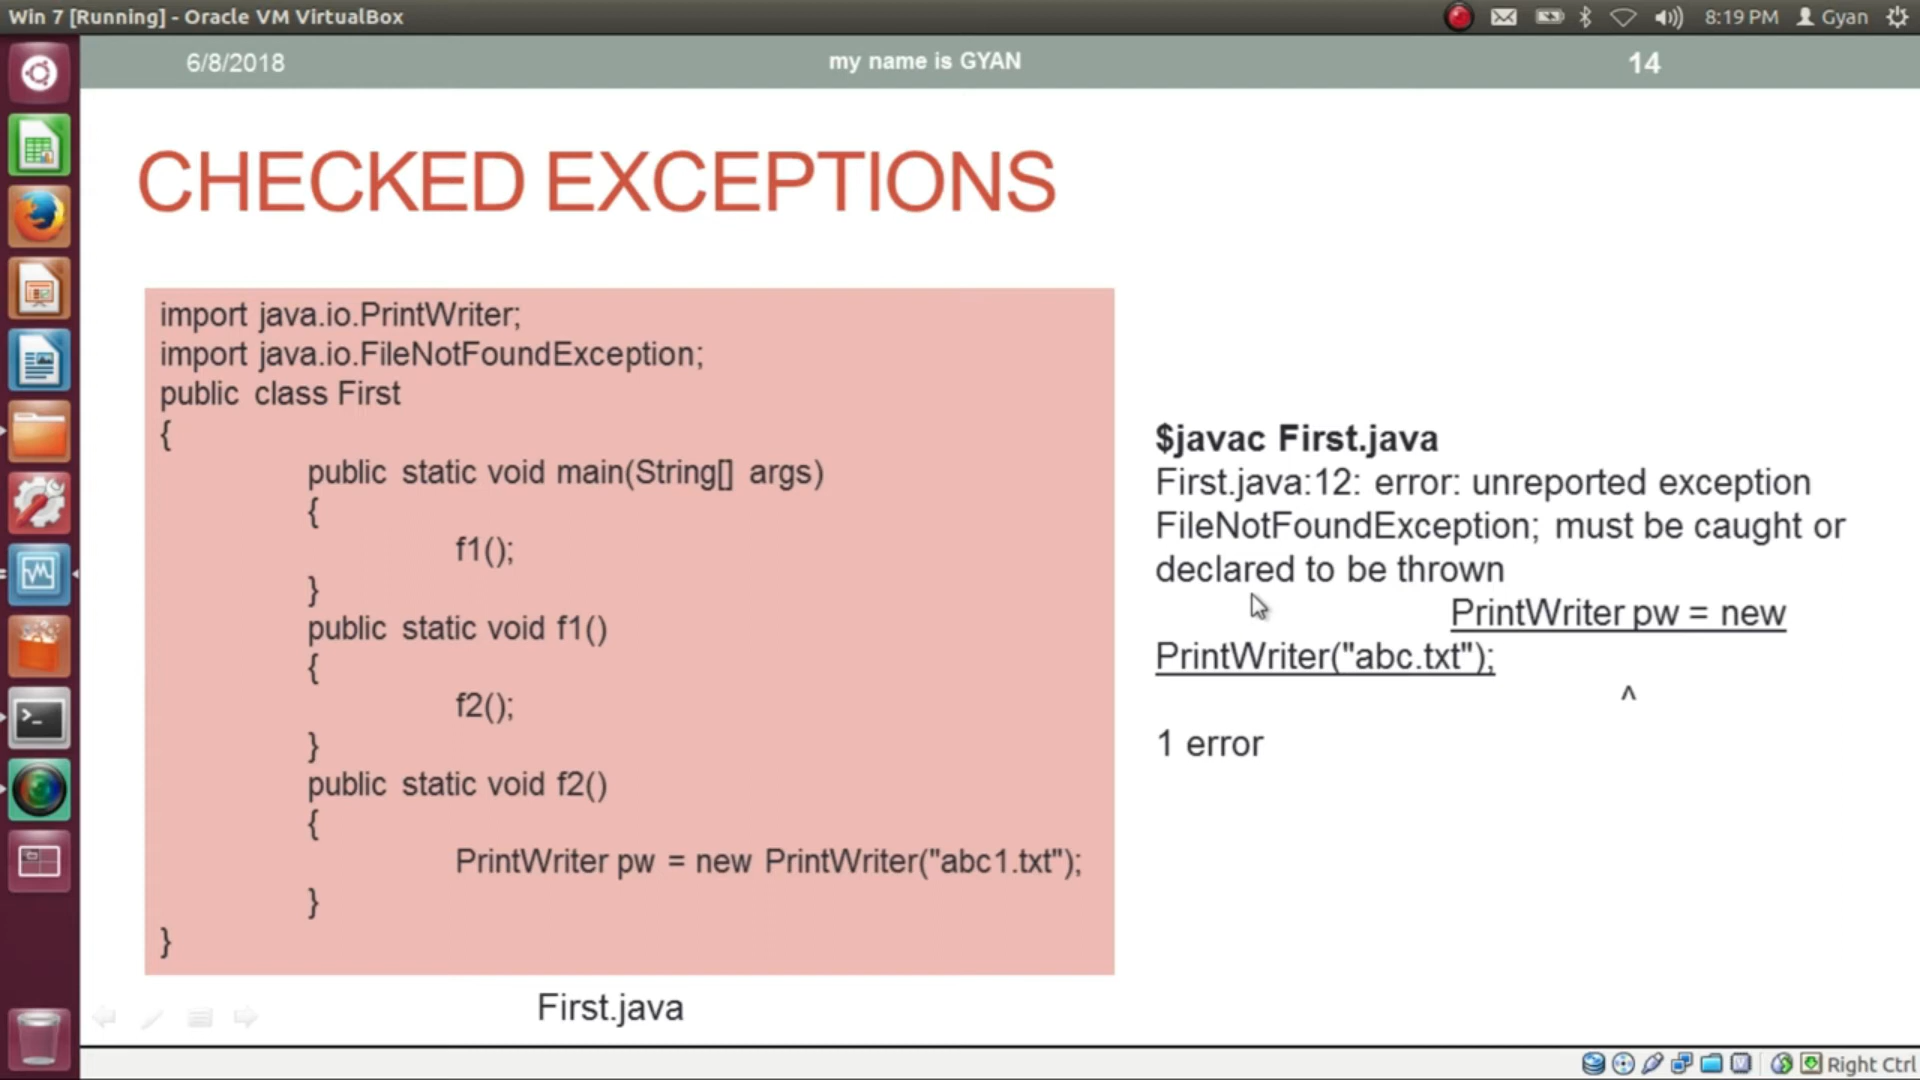 Win 7 [Running] - Oracle VM VirtualBox
8:19 PM
Gyan
6/8/2018
my name is GYAN
14
CHECKED EXCEPTIONS
import java.io.PrintWriter;
import java.io.FileNotFoundException;
public class First
{
public static void main(String[] args)
{
f1();
}
public static void f1()
{
f2();
}
public static void f2()
{
PrintWriter pw = new PrintWriter("abc1.txt");
}
}
First.java
$javac First.java
First.java:12: error: unreported exception
FileNotFoundException; must be caught or
declared to be thrown
PrintWriter pw = new
PrintWriter("abc.txt");
^
1 error
Right Ctrl